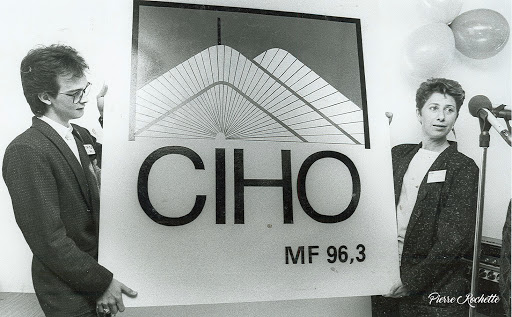 CIHO
MF 96,3
Pierre Rochette